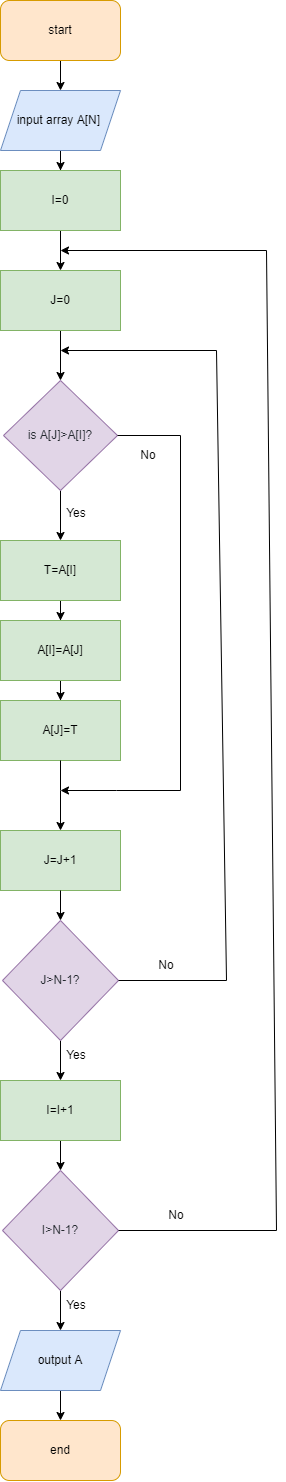 start
input array A[N]
I=0
J=0
is A[J]>A[I]?
No
Yes
T=A[I]
A[I]=A[J]
A[J]=T
J=J+1
J>N-1?
No
Yes
I=I+1
I>N-1?
No
Yes
output A
end